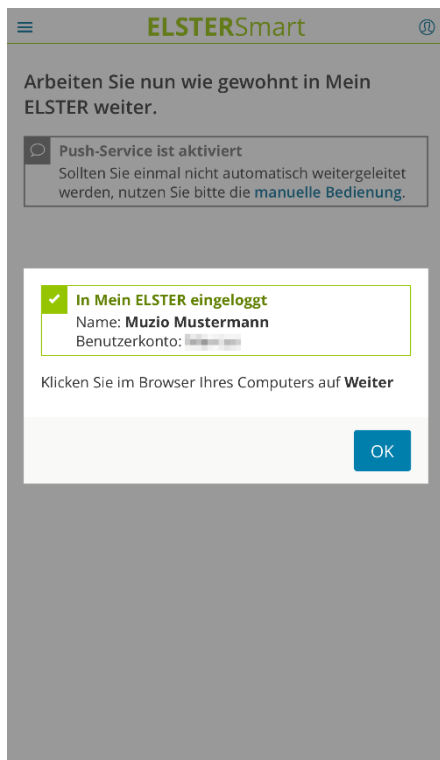 ELSTERSmart
Arbeiten Sie nun wie gewohnt in Mein
ELSTER weiter.
Push-Service ist aktiviert
Sollten Sie einmal nicht automatisch weitergeleitet
werden, nutzen Sie bitte die manuelle Bedienung.
In Mein ELSTER eingeloggt
Name: Muzio Mustermann
Benutzerkonto:
Klicken Sie im Browser Ihres Computers auf Weiter
OK